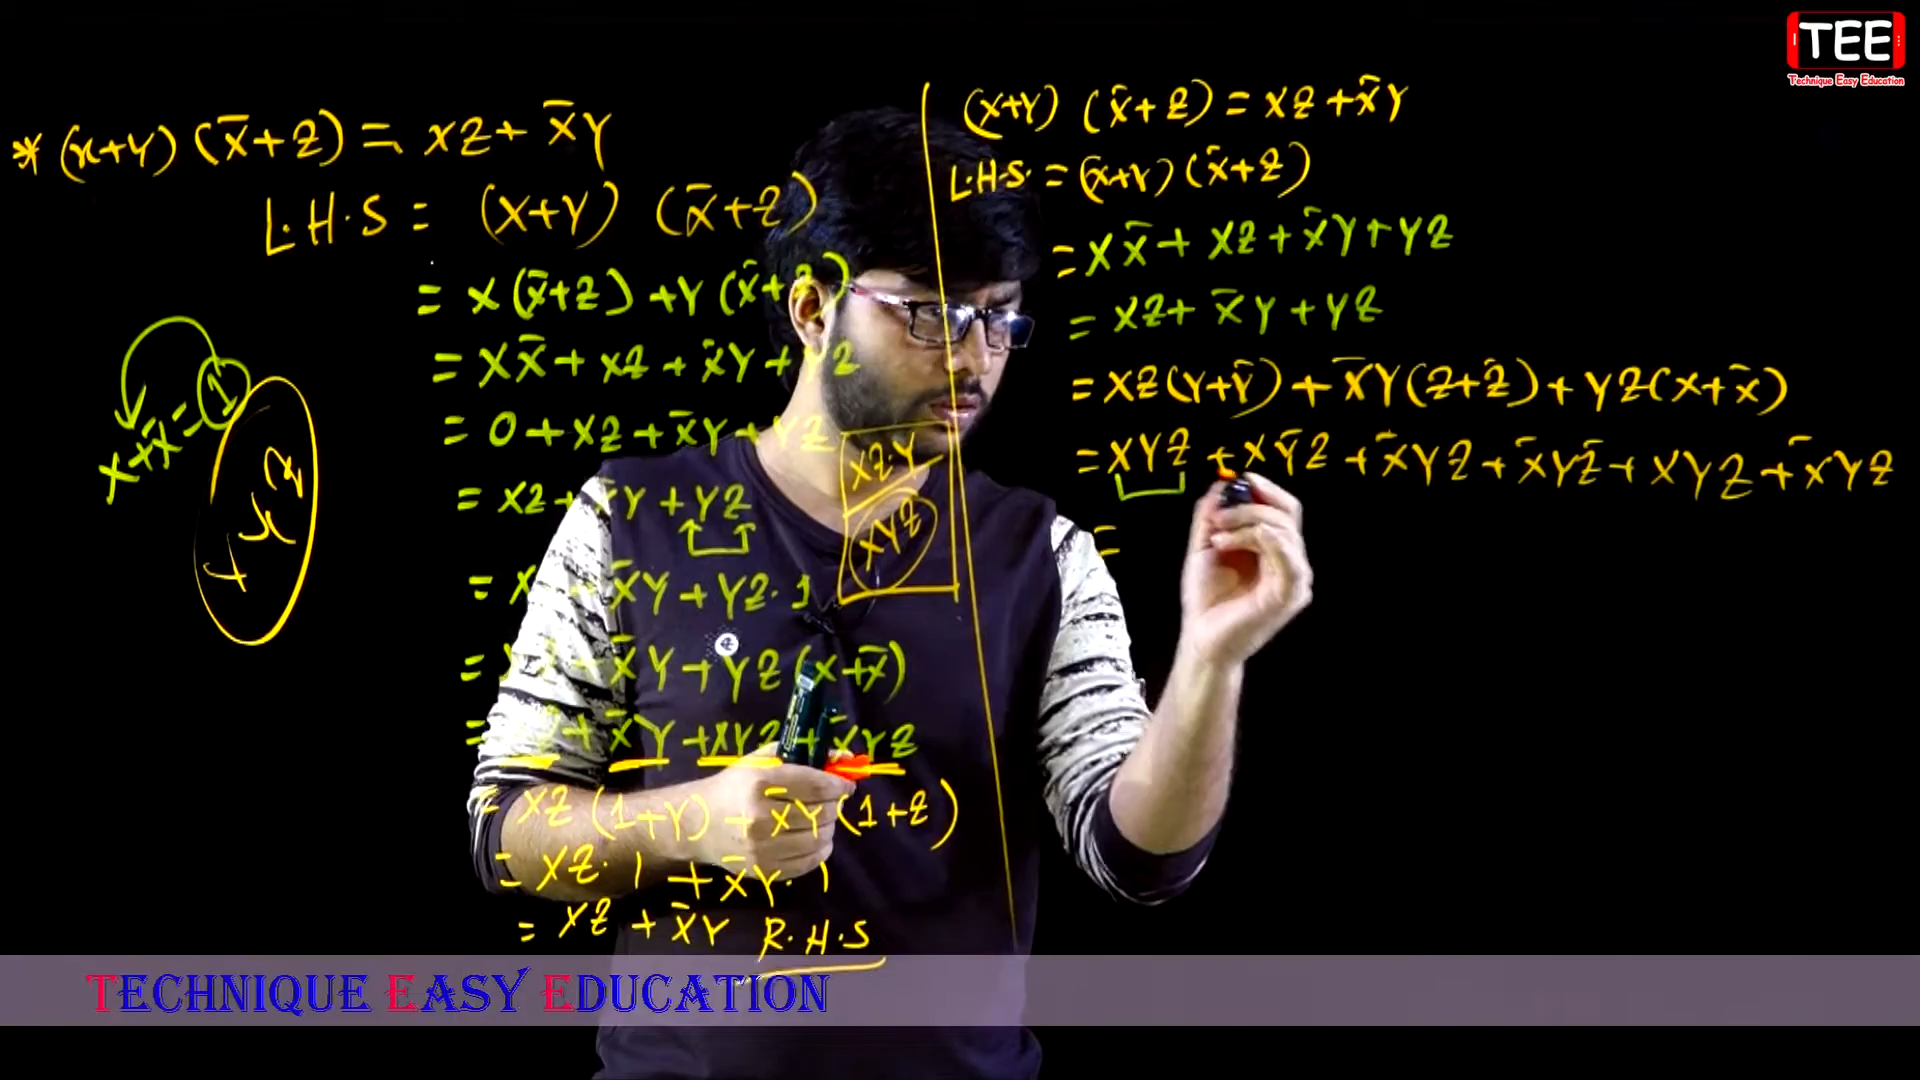 TEE
Technique Easy Education
* (x+Y) (X̄+Z) = XZ + X̄Y
L.H.S = (X+Y) (X̄+Z)
= X (X̄+Z) + Y (X̄+Z)
= XX̄ + XZ + X̄Y + YZ
= 0 + XZ + X̄Y + YZ
= XZ + X̄Y + YZ
= X X̄Y + YZ·1
= X̄Y + YZ (X+X̄)
= + X̄Y + XYZ + X̄YZ
= XZ (1+Y) + X̄Y (1+Z)
= XZ·1 + X̄Y·1
= XZ + X̄Y R.H.S
X+X̄ = 1
XZ·Y
XYZ
(X+Y) (X̄+Z) = XZ + X̄Y
L.H.S. = (X+Y) (X̄+Z)
= XX̄ + XZ + X̄Y + YZ
= XZ + X̄Y + YZ
= XZ(Y+Ȳ) + X̄Y(Z+Z̄) + YZ(X+X̄)
= XYZ + XȲZ + X̄YZ + X̄YZ̄ + XYZ + X̄YZ
=
TECHNIQUE EASY EDUCATION